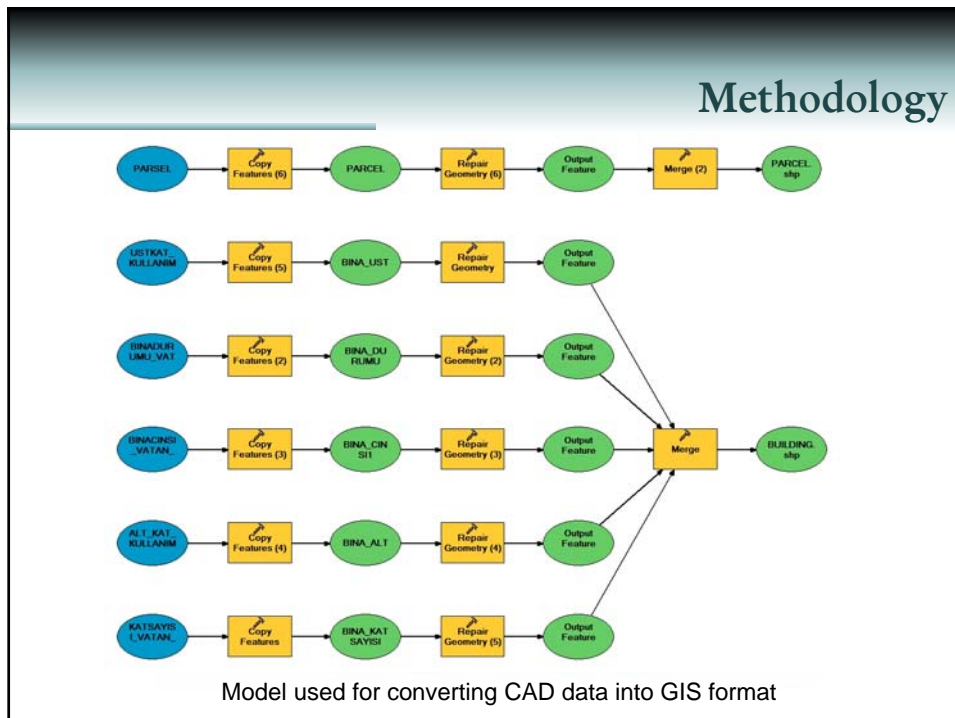 Methodology
PARSEL
Copy
Features (6)
PARCEL
Repair
Geometry (6)
Output
Feature
Merge (2)
PARCEL.
shp
USTKAT_
KULLANIM
Copy
Features (5)
BINA_UST
Repair
Geometry
Output
Feature
BINADUR
UMU_VAT
Copy
Features (2)
BINA_DU
RUMU
Repair
Geometry (2)
Output
Feature
BINACINSI
_VATAN_
Copy
Features (3)
BINA_CIN
SI1
Repair
Geometry (3)
Output
Feature
Merge
BUILDING.
shp
ALT_KAT_
KULLANIM
Copy
Features (4)
BINA_ALT
Repair
Geometry (4)
Output
Feature
KATSAYIS
I_VATAN_
Copy
Features
BINA_KAT
SAYISI
Repair
Geometry (5)
Output
Feature
Model used for converting CAD data into GIS format